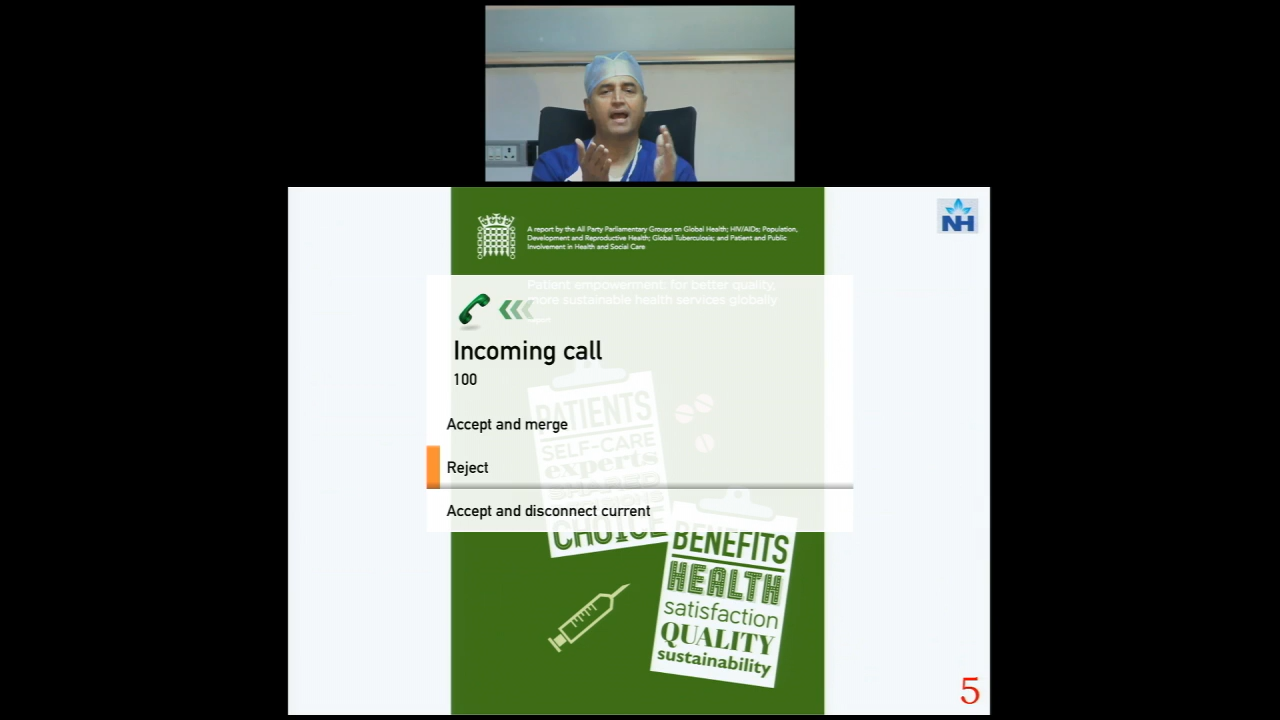 A report by the All Party Parliamentary Groups on Global Health; HIV/AIDs; Population,
Development and Reproductive Health; Global Tuberculosis; and Patient and Public
Involvement in Health and Social Care
NH
Patient empowerment: for better quality,
more sustainable health services globally
Incoming call
100
Accept and merge
Reject
Accept and disconnect current
PATIENTS
SELF-CARE
experts
SHARED
CHOICE
BENEFITS
HEALTH
satisfaction
QUALITY
sustainability
5